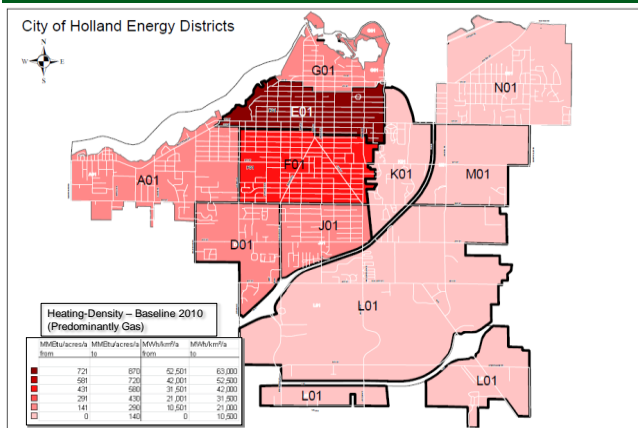 City of Holland Energy Districts
N
W E
S
G01
N01
E01
F01
K01
M01
A01
J01
D01
L01
L01
L01
Heating-Density – Baseline 2010
(Predominantly Gas)
MMBtu/acres/a MMBtu/acres/a MWh/km²/a MWh/km²/a
from to from to
721 870 52,501 63,000
581 720 42,001 52,500
431 580 31,501 42,000
291 430 21,001 31,500
141 290 10,501 21,000
0 140 0 10,500